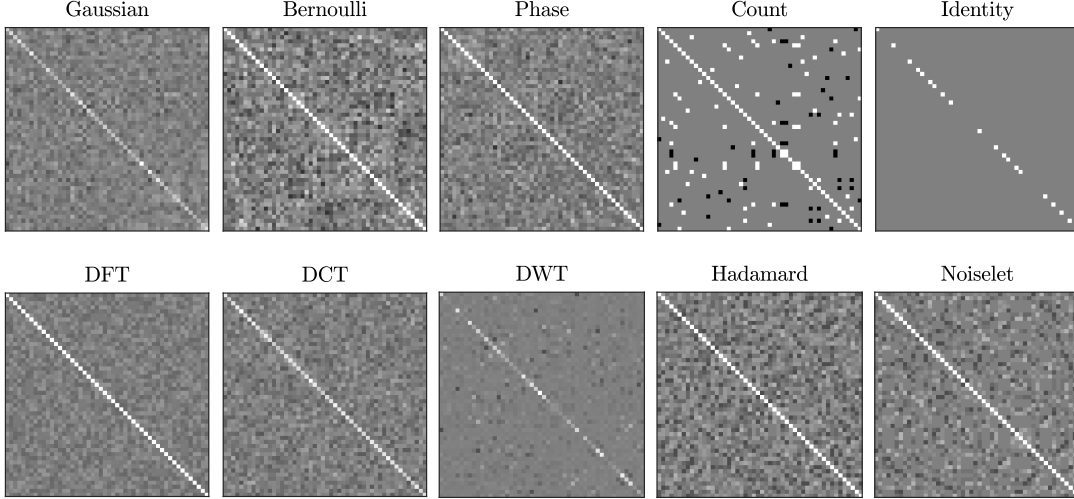 Gaussian Bernoulli Phase Count Identity
DFT DCT DWT Hadamard Noiselet